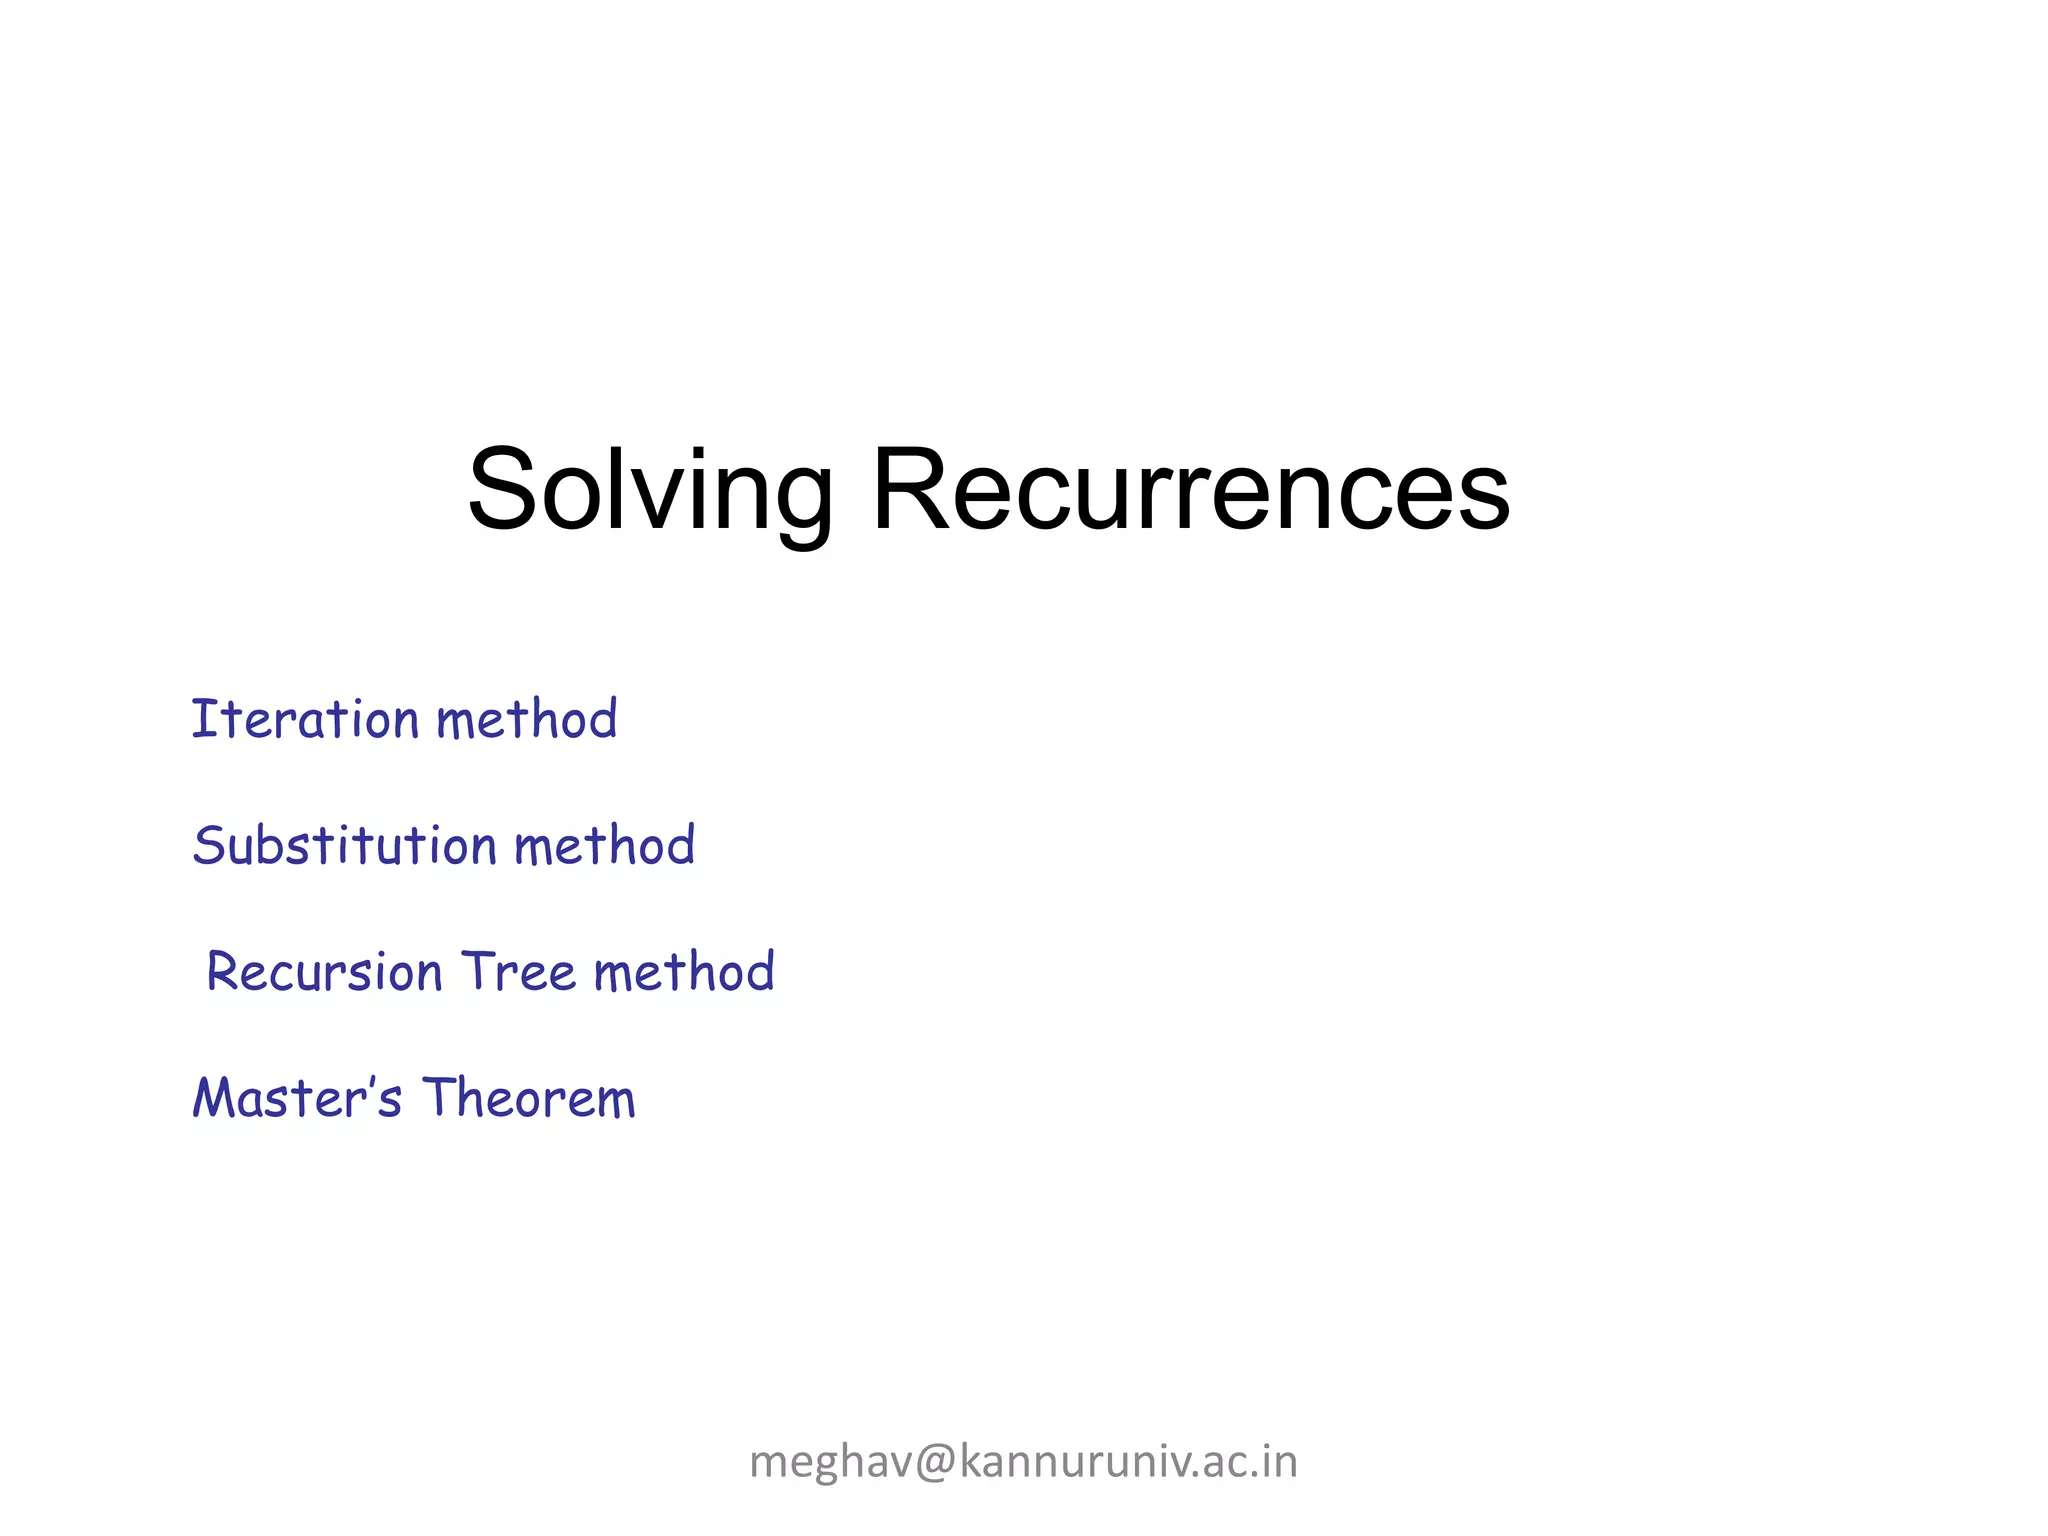 Solving Recurrences
Iteration method
Substitution method
Recursion Tree method
Master’s Theorem
meghav@kannuruniv.ac.in